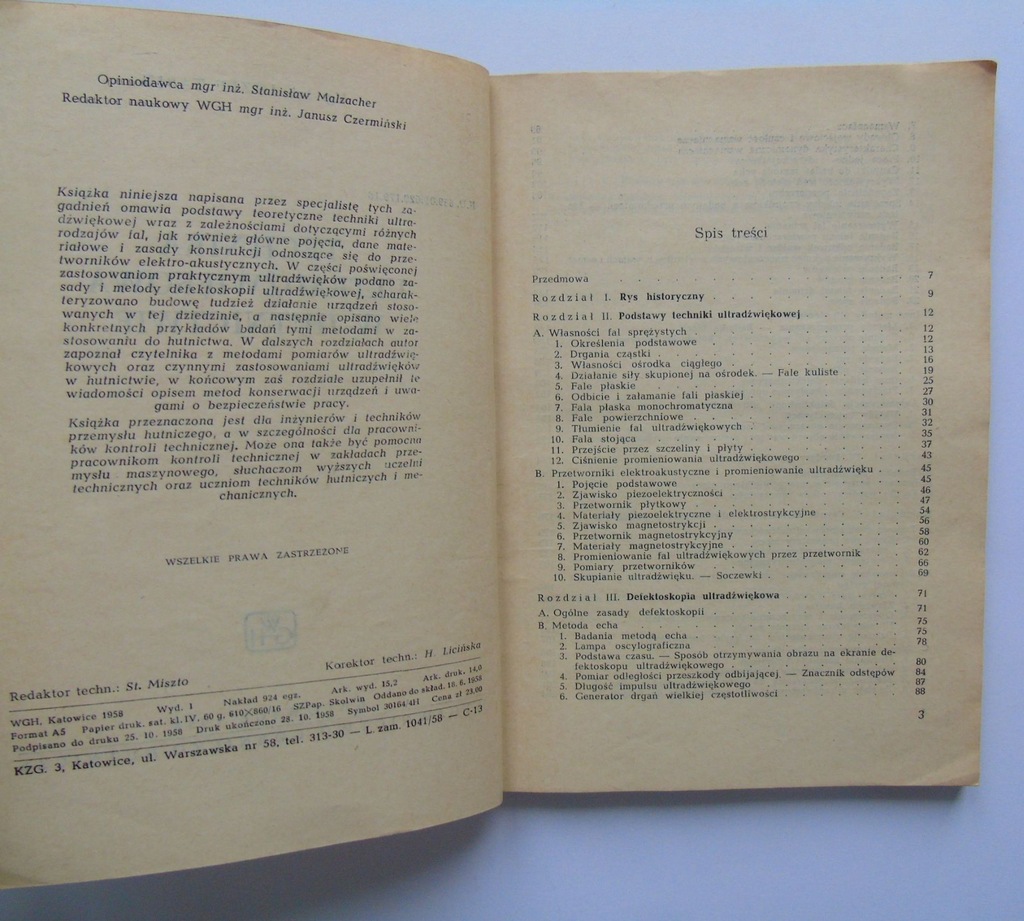 Opiniodawca mgr inż. Stanisław Malzacher
Redaktor naukowy WGH mgr inż. Janusz Czermiński
Książka niniejsza napisana przez specjalistę tych za-
gadnień omawia podstawy teoretyczne techniki ultra-
dźwiękowej wraz z zależnościami dotyczącymi różnych
rodzajów fal, jak również główne pojęcia, dane mate-
riałowe i zasady konstrukcji odnoszące się do prze-
tworników elektro-akustycznych. W części poświęconej
zastosowaniom praktycznym ultradźwięków podano za-
sady i metody defektoskopii ultradźwiękowej, scharak-
teryzowano budowę tudzież działanie urządzeń stoso-
wanych w tej dziedzinie, a następnie opisano wiele
konkretnych przykładów badań tymi metodami w za-
stosowaniu do hutnictwa. W dalszych rozdziałach autor
zapoznał czytelnika z metodami pomiarów ultradźwię-
kowych oraz czynnymi zastosowaniami ultradźwięków
w hutnictwie, w końcowym zaś rozdziale uzupełnił te
wiadomości opisem metod konserwacji urządzeń i uwa-
gami o bezpieczeństwie pracy.
Książka przeznaczona jest dla inżynierów i techników
przemysłu hutniczego, a w szczególności dla pracowni-
ków kontroli technicznej. Może ona także być pomocna
pracownikom kontroli technicznej w zakładach prze-
mysłu maszynowego, słuchaczom wyższych uczelni
technicznych oraz uczniom techników hutniczych i me-
chanicznych.
WSZELKIE PRAWA ZASTRZEŻONE
Redaktor techn.: St. Miszto Korektor techn.: H. Licińska
WGH. Katowice 1958 Wyd. I Nakład 924 egz. Ark. wyd. 15,2 Ark. druk. 14,0
Format A5 Papier druk. sat. kl. IV, 60 g, 610×860/16 SZPap. Skolwin Oddano do skład. 16. 6. 1958
Podpisano do druku 25. 10. 1958 Druk ukończono 28. 10. 1958 Symbol 30164/4H Cena zł 23,00
KZG. 3, Katowice, ul. Warszawska nr 58, tel. 313-30 — L. zam. 1041/58 — C-13
Spis treści
Przedmowa . . . . . . . . 7
Rozdział I. Rys historyczny . . . . . . . . 9
Rozdział II. Podstawy techniki ultradźwiękowej . . . . . . 12
A. Własności fal sprężystych . . . . . . . . 12
1. Określenia podstawowe . . . . . . . . 12
2. Drgania cząstki . . . . . . . . 13
3. Własności ośrodka ciągłego . . . . . . . . 16
4. Działanie siły skupionej na ośrodek. — Fale kuliste . . . . 19
5. Fale płaskie . . . . . . . . 25
6. Odbicie i załamanie fali płaskiej . . . . . . . . 27
7. Fala płaska monochromatyczna . . . . . . . . 30
8. Fale powierzchniowe . . . . . . . . 31
9. Tłumienie fal ultradźwiękowych . . . . . . . . 32
10. Fala stojąca . . . . . . . . 35
11. Przejście przez szczeliny i płyty . . . . . . . . 37
12. Ciśnienie promieniowania ultradźwiękowego . . . . . . 43
B. Przetworniki elektroakustyczne i promieniowanie ultradźwięku . . 45
1. Pojęcie podstawowe . . . . . . . . 45
2. Zjawisko piezoelektryczności . . . . . . . . 46
3. Przetwornik płytkowy . . . . . . . . 47
4. Materiały piezoelektryczne i elektrostrykcyjne . . . . . 54
5. Zjawisko magnetostrykcji . . . . . . . . 56
6. Przetwornik magnetostrykcyjny . . . . . . . . 58
7. Materiały magnetostrykcyjne . . . . . . . . 60
8. Promieniowanie fal ultradźwiękowych przez przetwornik . . 62
9. Pomiary przetworników . . . . . . . . 66
10. Skupianie ultradźwięku. — Soczewki . . . . . . . 69
Rozdział III. Defektoskopia ultradźwiękowa . . . . . . 71
A. Ogólne zasady defektoskopii . . . . . . . . 71
B. Metoda echa . . . . . . . . 75
1. Badania metodą echa . . . . . . . . 75
2. Lampa oscylograficzna . . . . . . . . 78
3. Podstawa czasu. — Sposób otrzymywania obrazu na ekranie de-
fektoskopu ultradźwiękowego . . . . . . . . 80
4. Pomiar odległości przeszkody odbijającej. — Znacznik odstępów 84
5. Długość impulsu ultradźwiękowego . . . . . . . . 87
6. Generator drgań wielkiej częstotliwości . . . . . . 88
3